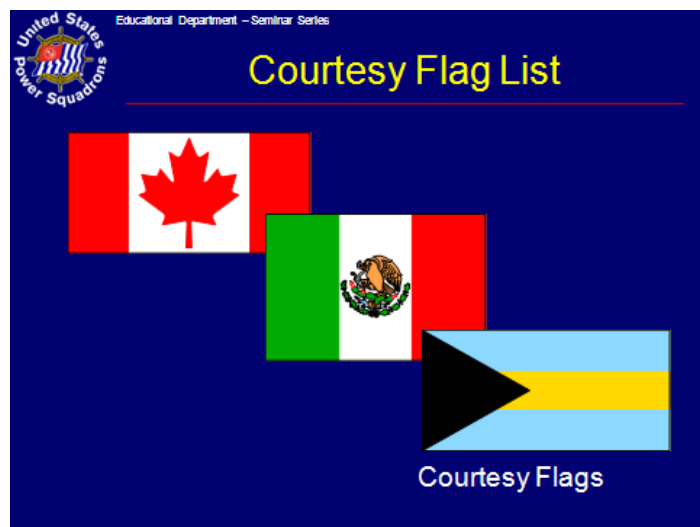 United States
Power Squadrons
Educational Department – Seminar Series
Courtesy Flag List
Courtesy Flags